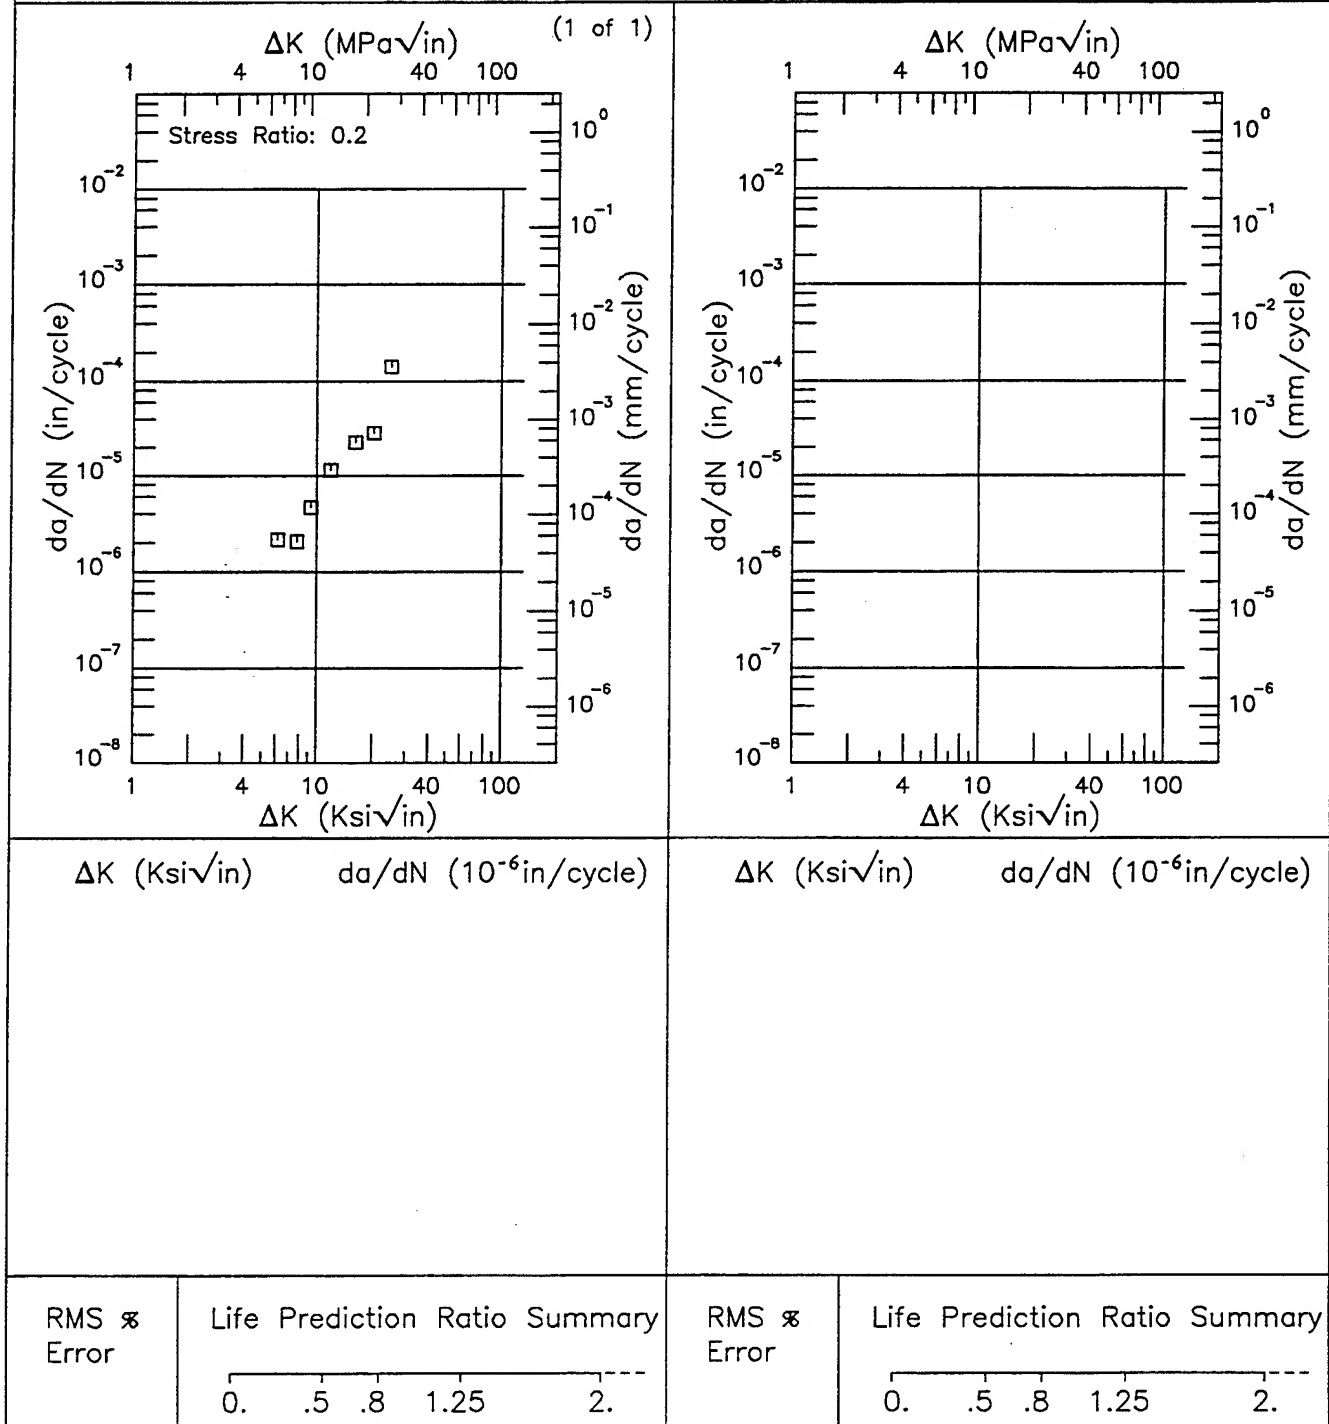 (1 of 1)
ΔK (MPa√in)
1 4 10 40 100
Stress Ratio: 0.2
10⁻²
10⁻³
10⁻⁴
10⁻⁵
10⁻⁶
10⁻⁷
10⁻⁸
da/dN (in/cycle)
10⁰
10⁻¹
10⁻²
10⁻³
10⁻⁴
10⁻⁵
10⁻⁶
da/dN (mm/cycle)
1 4 10 40 100
ΔK (Ksi√in)
ΔK (MPa√in)
1 4 10 40 100
10⁻²
10⁻³
10⁻⁴
10⁻⁵
10⁻⁶
10⁻⁷
10⁻⁸
da/dN (in/cycle)
10⁰
10⁻¹
10⁻²
10⁻³
10⁻⁴
10⁻⁵
10⁻⁶
da/dN (mm/cycle)
1 4 10 40 100
ΔK (Ksi√in)
ΔK (Ksi√in) da/dN (10⁻⁶in/cycle)
ΔK (Ksi√in) da/dN (10⁻⁶in/cycle)
RMS %
Error
Life Prediction Ratio Summary
0. .5 .8 1.25 2.
RMS %
Error
Life Prediction Ratio Summary
0. .5 .8 1.25 2.